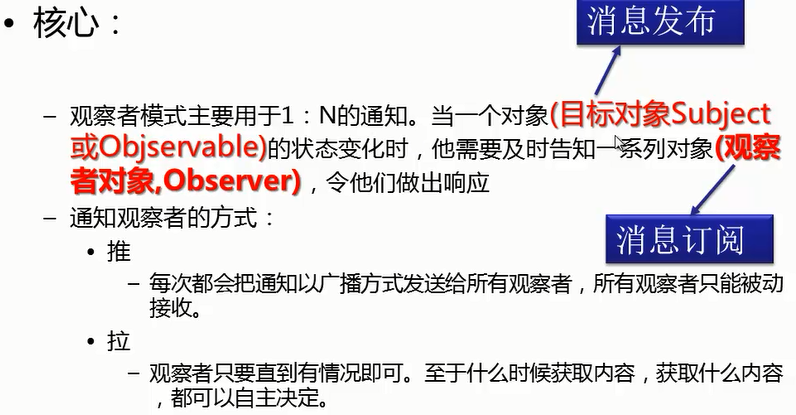 • 核心：
消息发布
– 观察者模式主要用于1：N的通知。当一个对象(目标对象Subject
或Objservable)的状态变化时，他需要及时告知一系列对象(观察
者对象,Observer)，令他们做出响应
– 通知观察者的方式：
消息订阅
• 推
– 每次都会把通知以广播方式发送给所有观察者，所有观察者只能被动
接收。
• 拉
– 观察者只要直到有情况即可。至于什么时候获取内容，获取什么内容
，都可以自主决定。